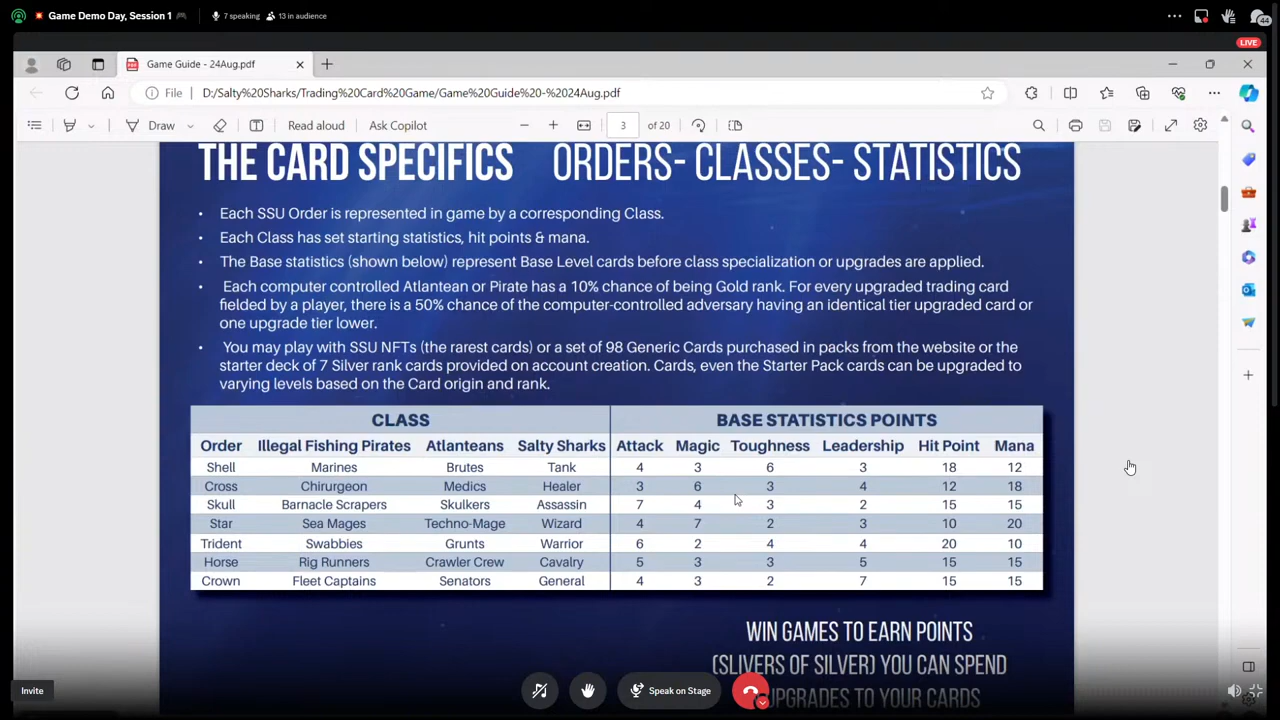 Game Demo Day, Session 1
7 speaking
13 in audience
44
LIVE
Game Guide - 24Aug.pdf
File
D:/Salty%20Sharks/Trading%20Card%20Game/Game%20Guide%20-%2024Aug.pdf
Draw
Read aloud
Ask Copilot
3
of 20
THE CARD SPECIFICS ORDERS- CLASSES- STATISTICS
• Each SSU Order is represented in game by a corresponding Class.
• Each Class has set starting statistics, hit points & mana.
• The Base statistics (shown below) represent Base Level cards before class specialization or upgrades are applied.
• Each computer controlled Atlantean or Pirate has a 10% chance of being Gold rank. For every upgraded trading card
fielded by a player, there is a 50% chance of the computer-controlled adversary having an identical tier upgraded card or
one upgrade tier lower.
• You may play with SSU NFTs (the rarest cards) or a set of 98 Generic Cards purchased in packs from the website or the
starter deck of 7 Silver rank cards provided on account creation. Cards, even the Starter Pack cards can be upgraded to
varying levels based on the Card origin and rank.
CLASS BASE STATISTICS POINTS
Order Illegal Fishing Pirates Atlanteans Salty Sharks Attack Magic Toughness Leadership Hit Point Mana
Shell Marines Brutes Tank 4 3 6 3 18 12
Cross Chirurgeon Medics Healer 3 6 3 4 12 18
Skull Barnacle Scrapers Skulkers Assassin 7 4 3 2 15 15
Star Sea Mages Techno-Mage Wizard 4 7 2 3 10 20
Trident Swabbies Grunts Warrior 6 2 4 4 20 10
Horse Rig Runners Crawler Crew Cavalry 5 3 3 5 15 15
Crown Fleet Captains Senators General 4 3 2 7 15 15
WIN GAMES TO EARN POINTS
(SLIVERS OF SILVER) YOU CAN SPEND
UPGRADES TO YOUR CARDS
Invite
Speak on Stage